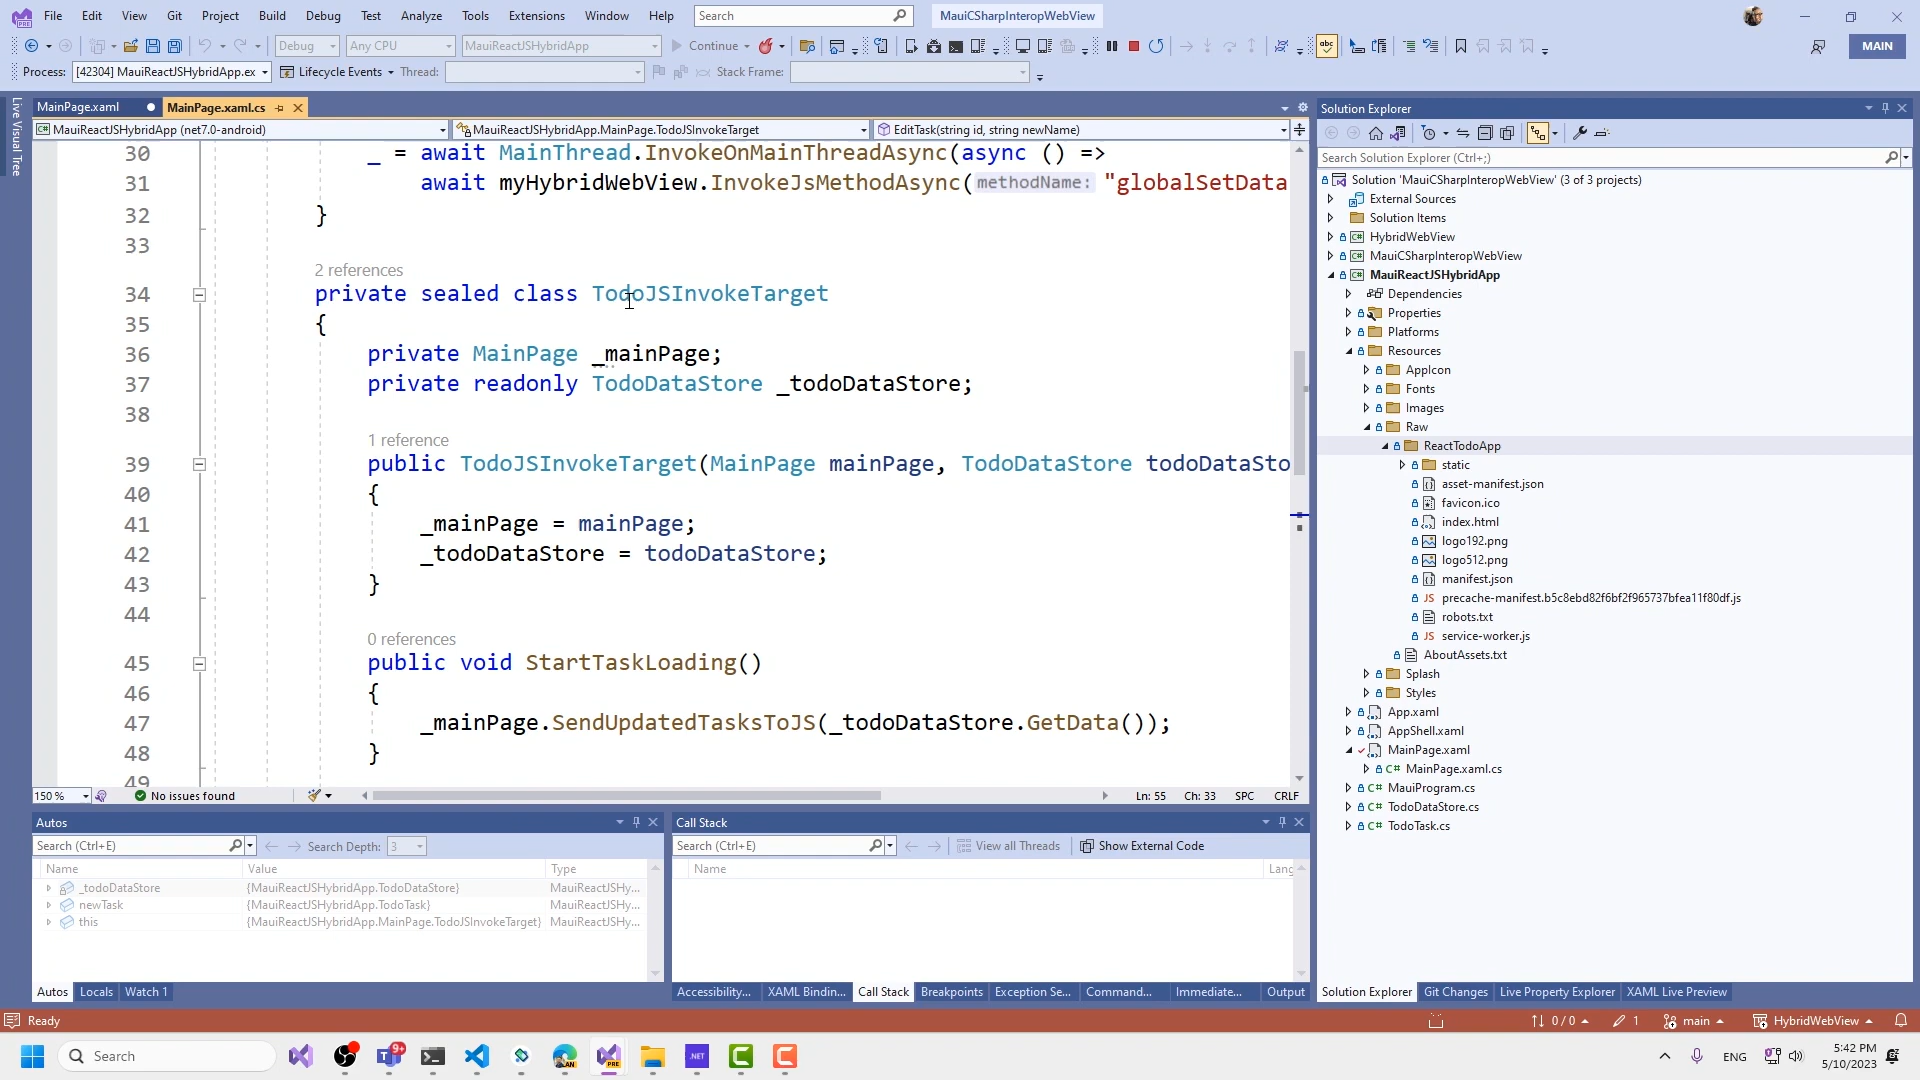 File Edit View Git Project Build Debug Test Analyze Tools Extensions Window Help Search MauiCSharpInteropWebView
Debug Any CPU MauiReactJSHybridApp Continue MAIN
Process: [42304] MauiReactJSHybridApp.ex Lifecycle Events Thread: Stack Frame:
Live Visual Tree
MainPage.xaml MainPage.xaml.cs
MauiReactJSHybridApp (net7.0-android) MauiReactJSHybridApp.MainPage.TodoJSInvokeTarget EditTask(string id, string newName)
30 _ = await MainThread.InvokeOnMainThreadAsync(async () =>
31 await myHybridWebView.InvokeJsMethodAsync(methodName: "globalSetData
32 }
33
2 references
34 private sealed class TodoJSInvokeTarget
35 {
36 private MainPage _mainPage;
37 private readonly TodoDataStore _todoDataStore;
38
1 reference
39 public TodoJSInvokeTarget(MainPage mainPage, TodoDataStore todoDataSto
40 {
41 _mainPage = mainPage;
42 _todoDataStore = todoDataStore;
43 }
44
0 references
45 public void StartTaskLoading()
46 {
47 _mainPage.SendUpdatedTasksToJS(_todoDataStore.GetData());
48 }
49
150 % No issues found Ln: 55 Ch: 33 SPC CRLF
Autos
Search (Ctrl+E) Search Depth: 3
Name Value Type
_todoDataStore {MauiReactJSHybridApp.TodoDataStore} MauiReactJSHy...
newTask {MauiReactJSHybridApp.TodoTask} MauiReactJSHy...
this {MauiReactJSHybridApp.MainPage.TodoJSInvokeTarget} MauiReactJSHy...
Autos Locals Watch 1
Call Stack
Search (Ctrl+E) View all Threads Show External Code
Name Lang
Accessibility... XAML Bindin... Call Stack Breakpoints Exception Se... Command... Immediate... Output
Solution Explorer
Search Solution Explorer (Ctrl+;)
Solution 'MauiCSharpInteropWebView' (3 of 3 projects)
External Sources
Solution Items
HybridWebView
MauiCSharpInteropWebView
MauiReactJSHybridApp
Dependencies
Properties
Platforms
Resources
AppIcon
Fonts
Images
Raw
ReactTodoApp
static
asset-manifest.json
favicon.ico
index.html
logo192.png
logo512.png
manifest.json
precache-manifest.b5c8ebd82f6bf2f965737bfea11f80df.js
robots.txt
service-worker.js
AboutAssets.txt
Splash
Styles
App.xaml
AppShell.xaml
MainPage.xaml
MainPage.xaml.cs
MauiProgram.cs
TodoDataStore.cs
TodoTask.cs
Solution Explorer Git Changes Live Property Explorer XAML Live Preview
Ready 0 / 0 1 main HybridWebView
Search 9+ .NET ENG 5:42 PM
5/10/2023